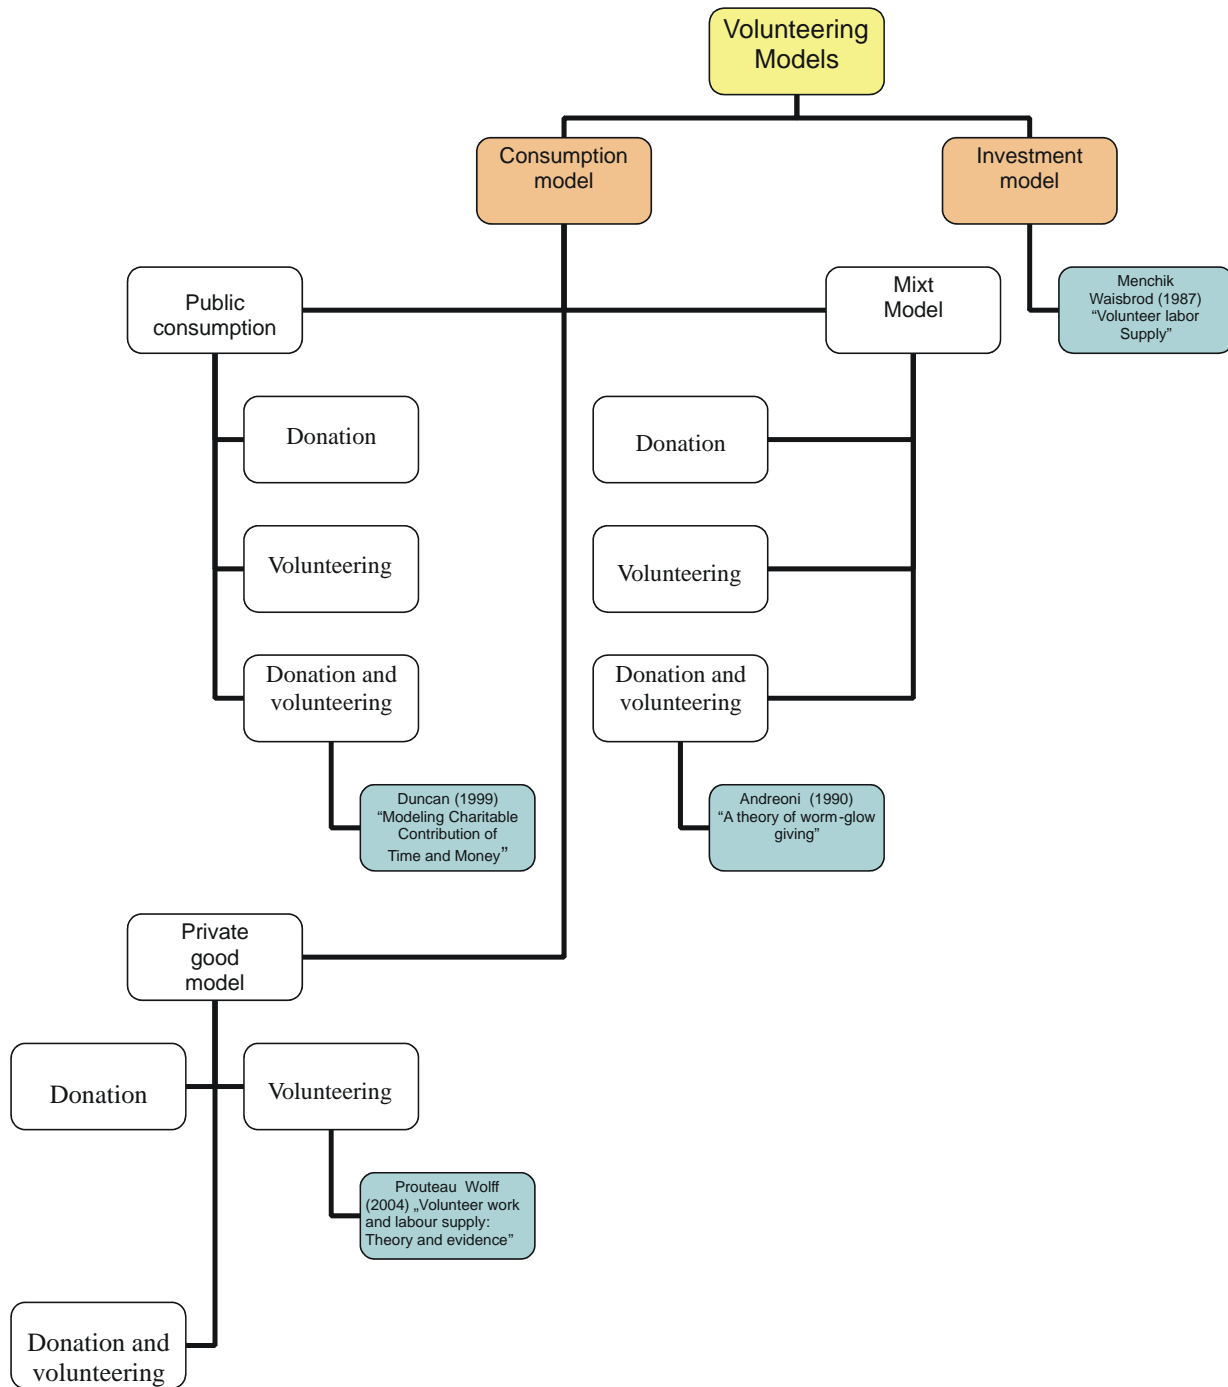 Volunteering
Models
Consumption
model
Investment
model
Public
consumption
Mixt
Model
Menchik
Waisbrod (1987)
“Volunteer labor
Supply”
Donation
Donation
Volunteering
Volunteering
Donation and
volunteering
Donation and
volunteering
Duncan (1999)
“Modeling Charitable
Contribution of
Time and Money”
Andreoni (1990)
“A theory of worm-glow
giving”
Private
good
model
Donation
Volunteering
Prouteau Wolff
(2004) „Volunteer work
and labour supply:
Theory and evidence”
Donation and
volunteering